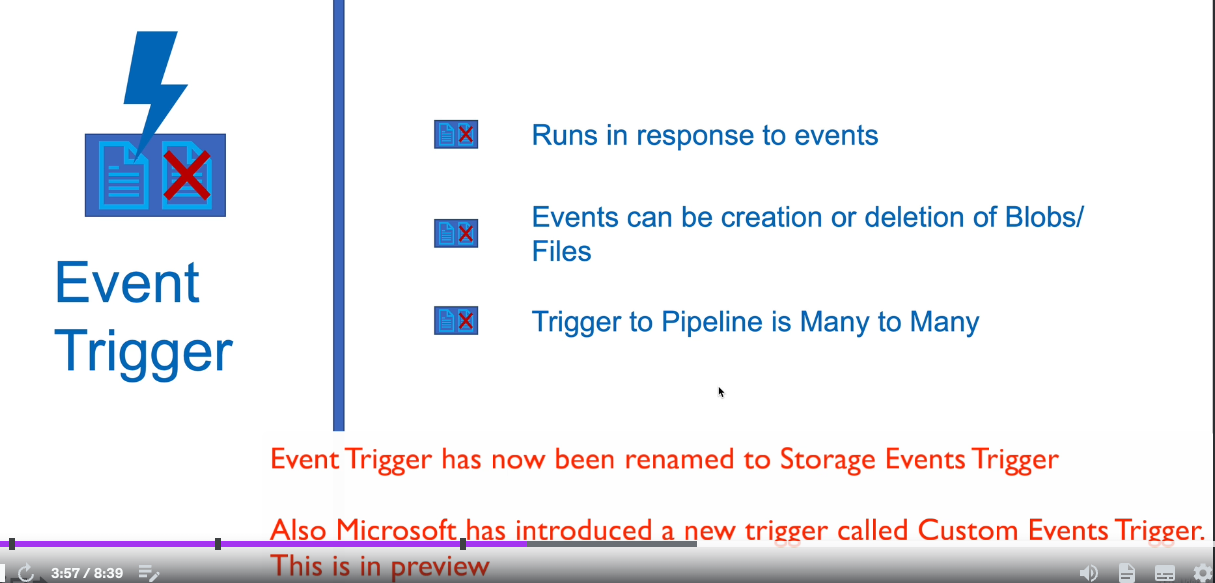 Event
Trigger
Runs in response to events
Events can be creation or deletion of Blobs/
Files
Trigger to Pipeline is Many to Many
Event Trigger has now been renamed to Storage Events Trigger
Also Microsoft has introduced a new trigger called Custom Events Trigger.
This is in preview
3:57 / 8:39